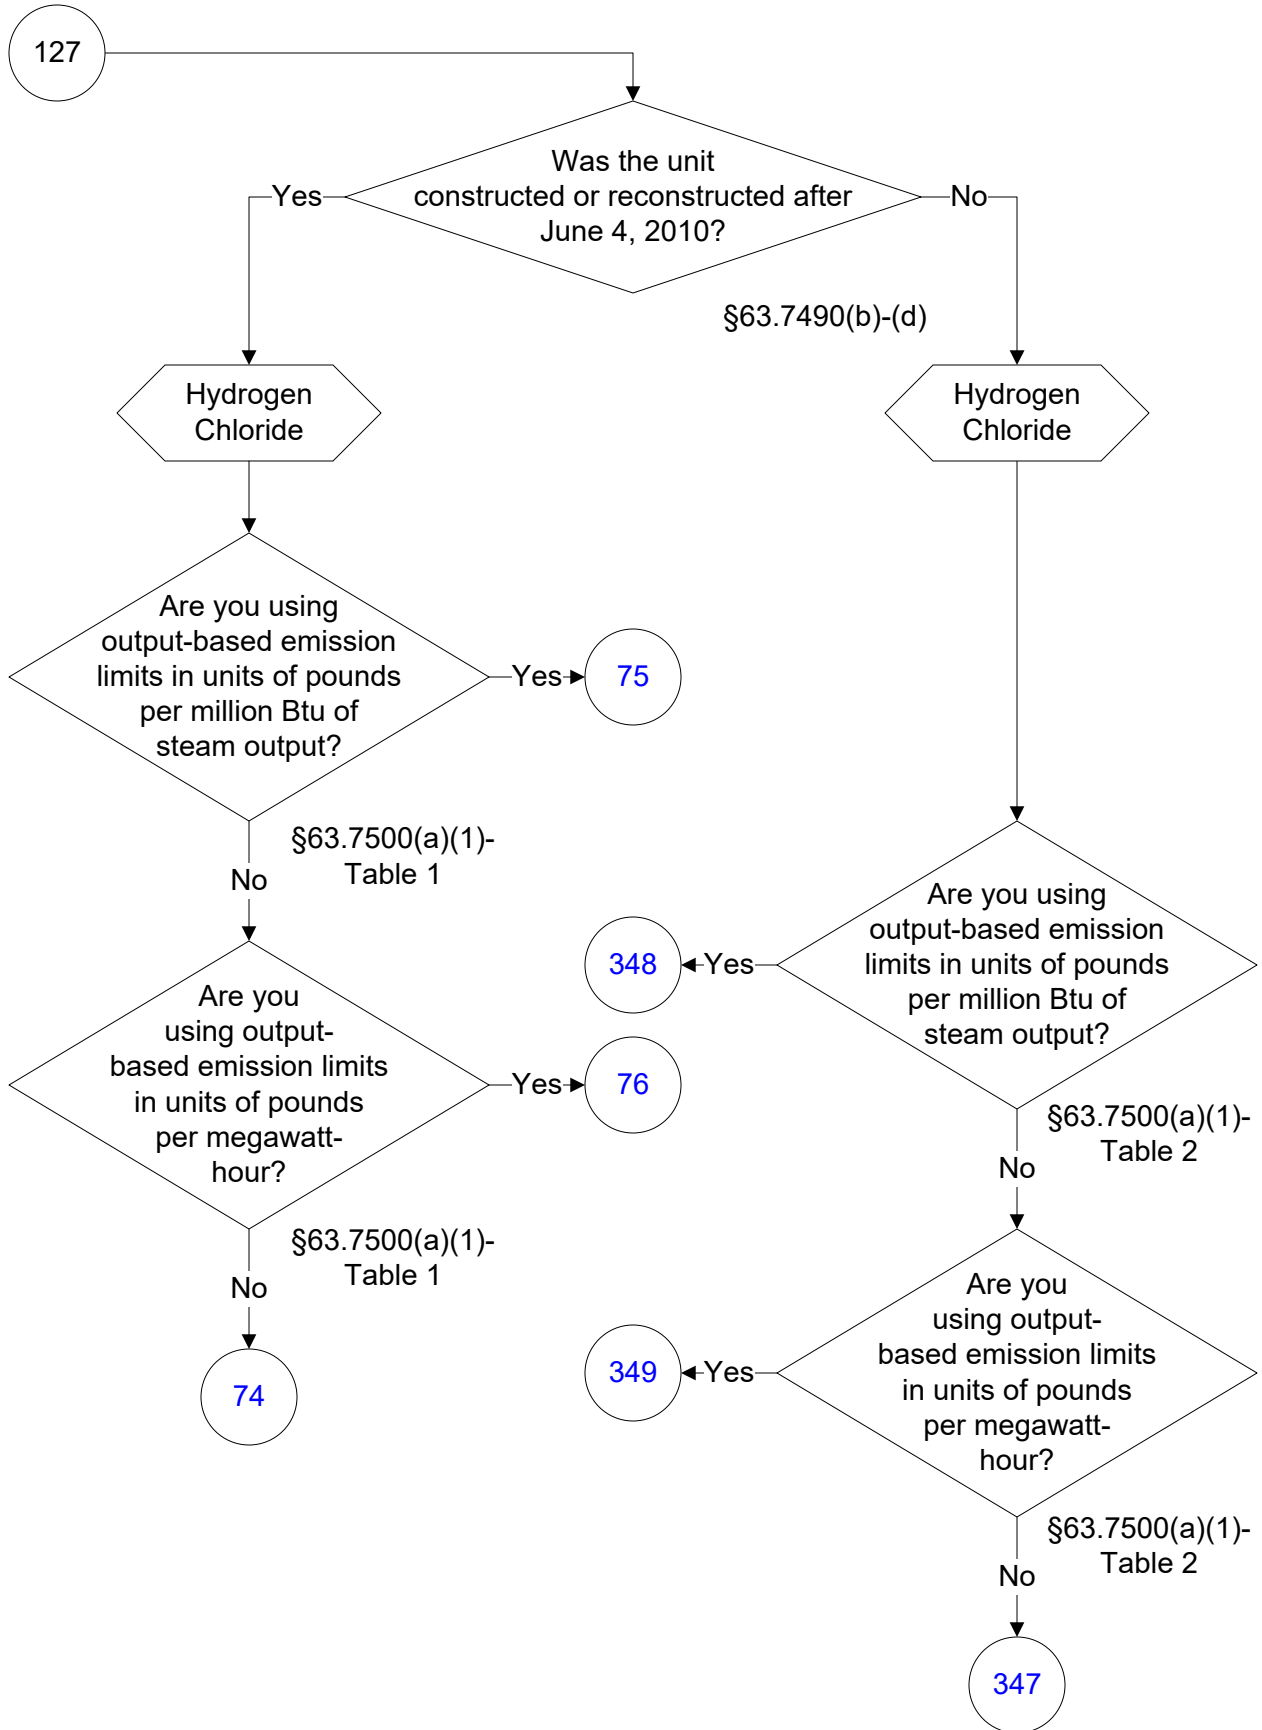 127
Was the unit
constructed or reconstructed after
June 4, 2010?
Yes
No
§63.7490(b)-(d)
Hydrogen
Chloride
Hydrogen
Chloride
Are you using
output-based emission
limits in units of pounds
per million Btu of
steam output?
Yes
75
§63.7500(a)(1)-
Table 1
No
Are you using
output-based emission
limits in units of pounds
per million Btu of
steam output?
Yes
348
§63.7500(a)(1)-
Table 2
No
Are you
using output-
based emission limits
in units of pounds
per megawatt-
hour?
Yes
76
§63.7500(a)(1)-
Table 1
No
74
Are you
using output-
based emission limits
in units of pounds
per megawatt-
hour?
Yes
349
§63.7500(a)(1)-
Table 2
No
347